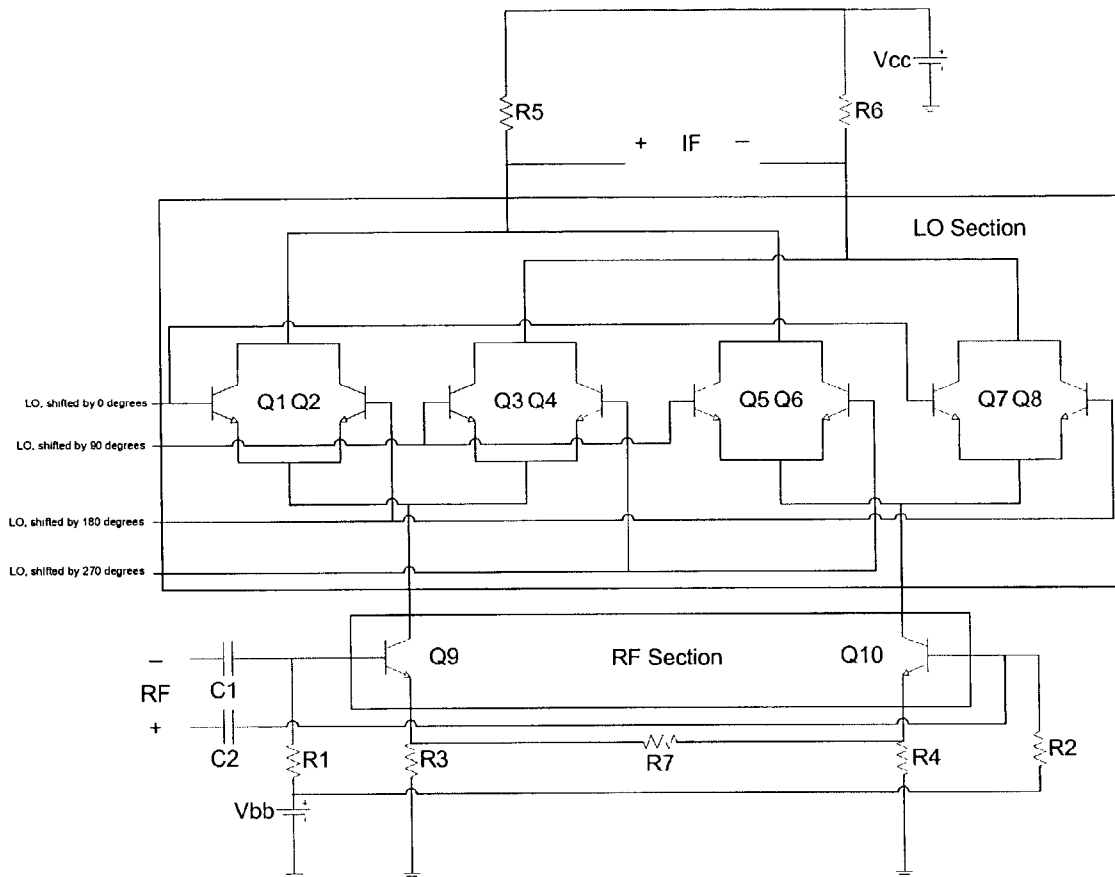 Vcc
+
R5
R6
+ IF −
LO Section
Q1 Q2
Q3 Q4
Q5 Q6
Q7 Q8
LO, shifted by 0 degrees
LO, shifted by 90 degrees
LO, shifted by 180 degrees
LO, shifted by 270 degrees
Q9
RF Section
Q10
−
C1
RF
+
C2
R1
R3
R7
R4
R2
Vbb
+